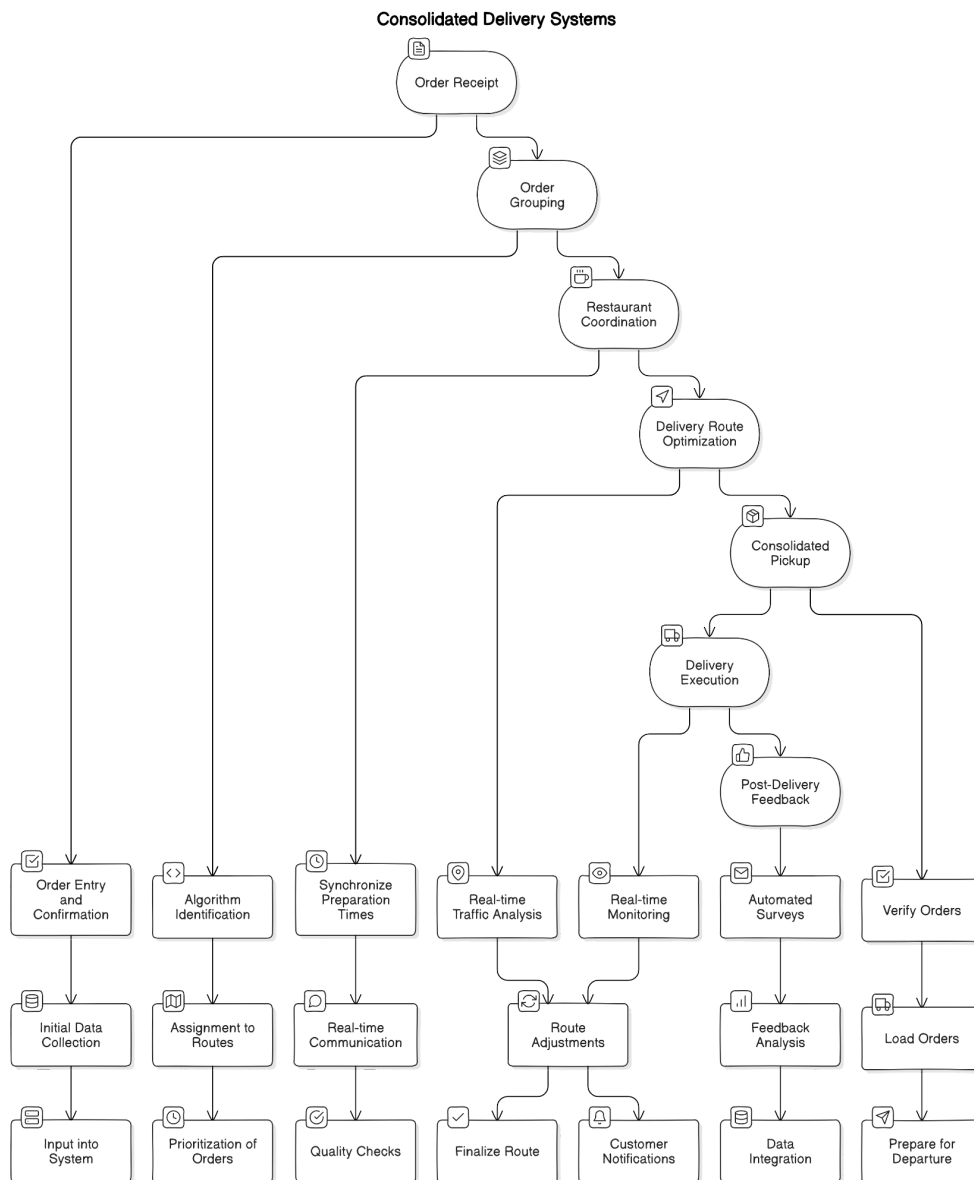 Consolidated Delivery Systems
Order Receipt
Order
Grouping
Restaurant
Coordination
Delivery Route
Optimization
Consolidated
Pickup
Delivery
Execution
Post-Delivery
Feedback
Order Entry
and
Confirmation
Algorithm
Identification
Synchronize
Preparation
Times
Real-time
Traffic Analysis
Real-time
Monitoring
Automated
Surveys
Verify Orders
Initial Data
Collection
Assignment to
Routes
Real-time
Communication
Route
Adjustments
Feedback
Analysis
Load Orders
Input into
System
Prioritization of
Orders
Quality Checks
Finalize Route
Customer
Notifications
Data
Integration
Prepare for
Departure